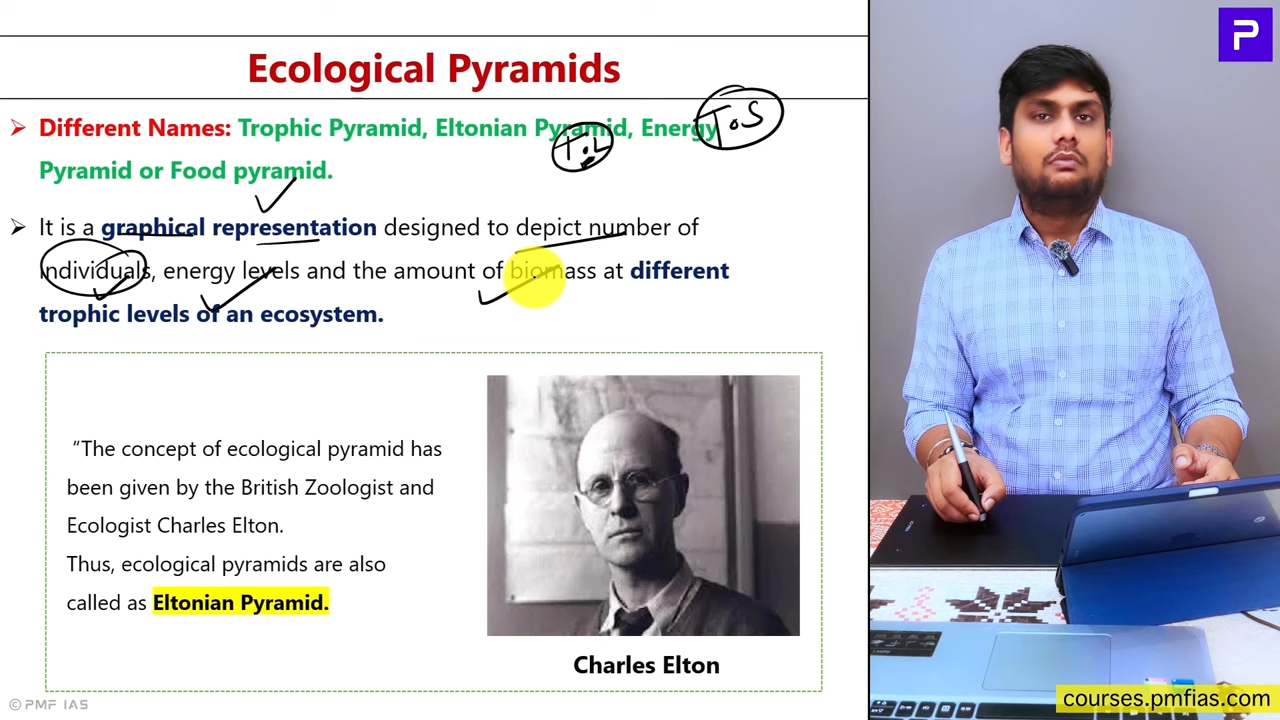 Ecological Pyramids
Different Names: Trophic Pyramid, Eltonian Pyramid, Energy
Pyramid or Food pyramid.
T.S
T.L
It is a graphical representation designed to depict number of
individuals, energy levels and the amount of biomass at different
trophic levels of an ecosystem.
“The concept of ecological pyramid has
been given by the British Zoologist and
Ecologist Charles Elton.
Thus, ecological pyramids are also
called as Eltonian Pyramid.
Charles Elton
© PMF IAS
P
courses.pmfias.com